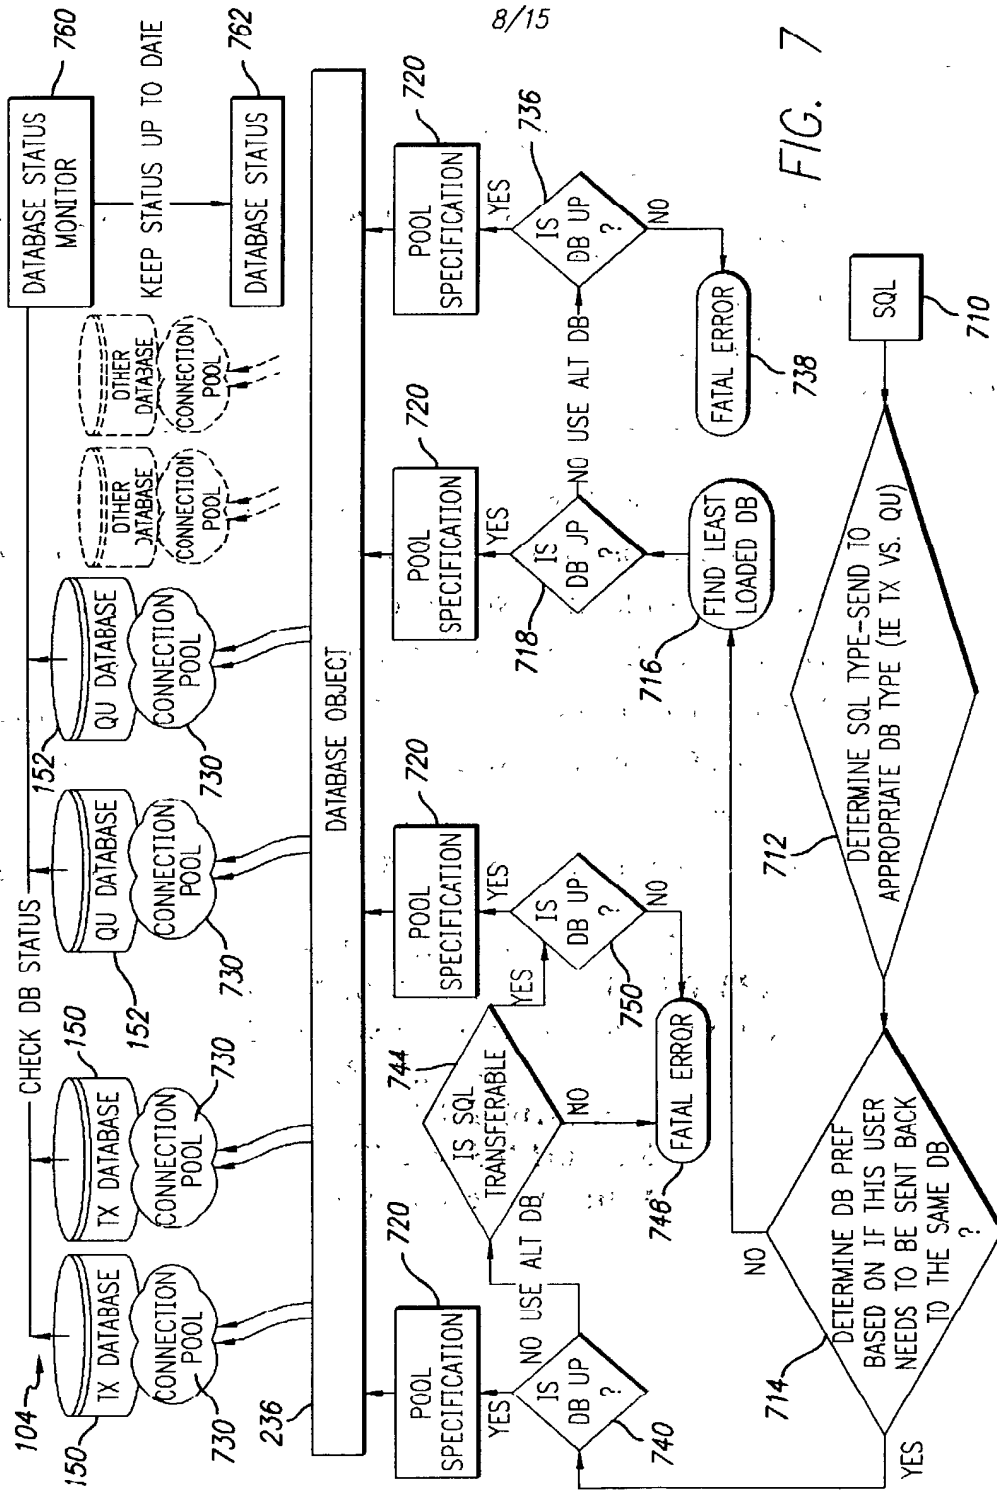 8/15
104
CHECK DB STATUS
DATABASE STATUS
MONITOR
760
KEEP STATUS UP TO DATE
DATABASE STATUS
762
150
TX DATABASE
CONNECTION
POOL
730
TX DATABASE
150
CONNECTION
POOL
730
152
QU DATABASE
CONNECTION
POOL
730
152
QU DATABASE
CONNECTION
POOL
730
OTHER
DATABASE
CONNECTION
POOL
OTHER
DATABASE
CONNECTION
POOL
236
DATABASE OBJECT
POOL
SPECIFICATION
720
YES
IS
DB UP
?
740
NO USE ALT DB
IS SQL
TRANSFERABLE
744
YES
NO
POOL
SPECIFICATION
720
YES
IS
DB UP
?
750
NO
FATAL ERROR
748
POOL
SPECIFICATION
720
YES
IS
DB JP
?
718
NO USE ALT DB
FIND LEAST
LOADED DB
716
POOL
SPECIFICATION
720
YES
IS
DB UP
?
736
NO
FATAL ERROR
738
714
DETERMINE DB PREF
BASED ON IF THIS USER
NEEDS TO BE SENT BACK
TO THE SAME DB
?
YES
NO
712
DETERMINE SQL TYPE-SEND TO
APPROPRIATE DB TYPE (IE TX VS. QU)
SQL
710
FIG. 7